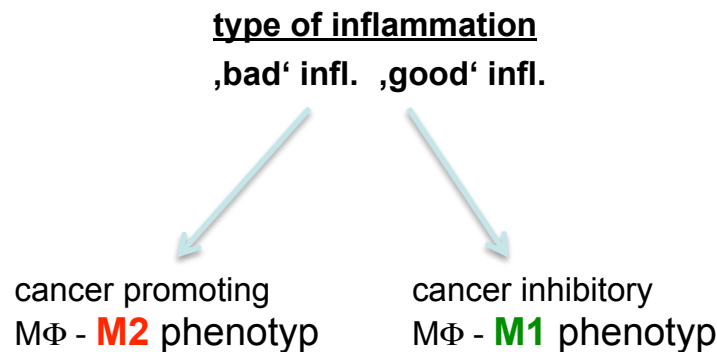 type of inflammation
‚bad‘ infl. ‚good‘ infl.
cancer promoting
MΦ - M2 phenotyp
cancer inhibitory
MΦ - M1 phenotyp